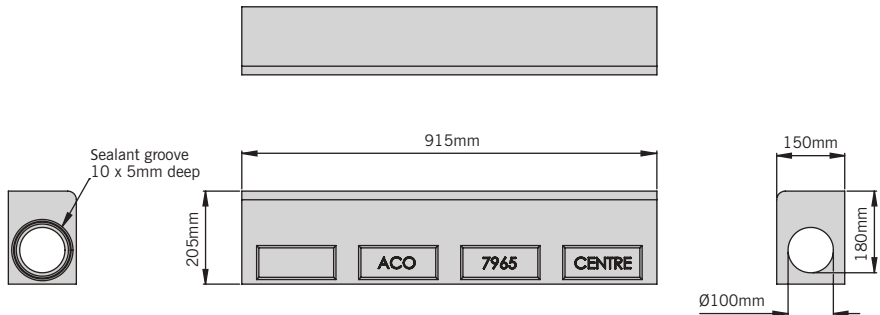 915mm
150mm
Sealant groove
10 x 5mm deep
205mm
180mm
ACO
7965
CENTRE
Ø100mm